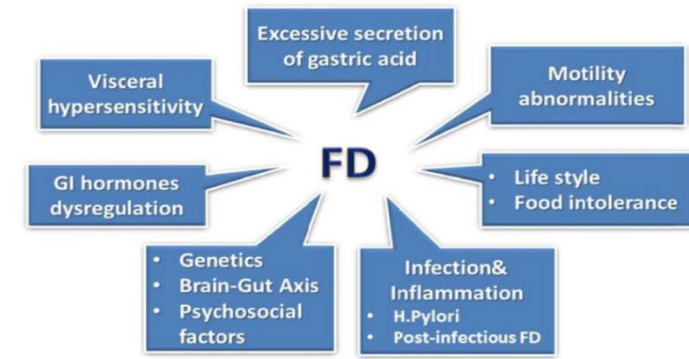 Excessive secretion
of gastric acid
Visceral
hypersensitivity
Motility
abnormalities
FD
GI hormones
dysregulation
• Life style
• Food intolerance
• Genetics
• Brain-Gut Axis
• Psychosocial
factors
Infection&
Inflammation
• H.Pylori
• Post-infectious FD